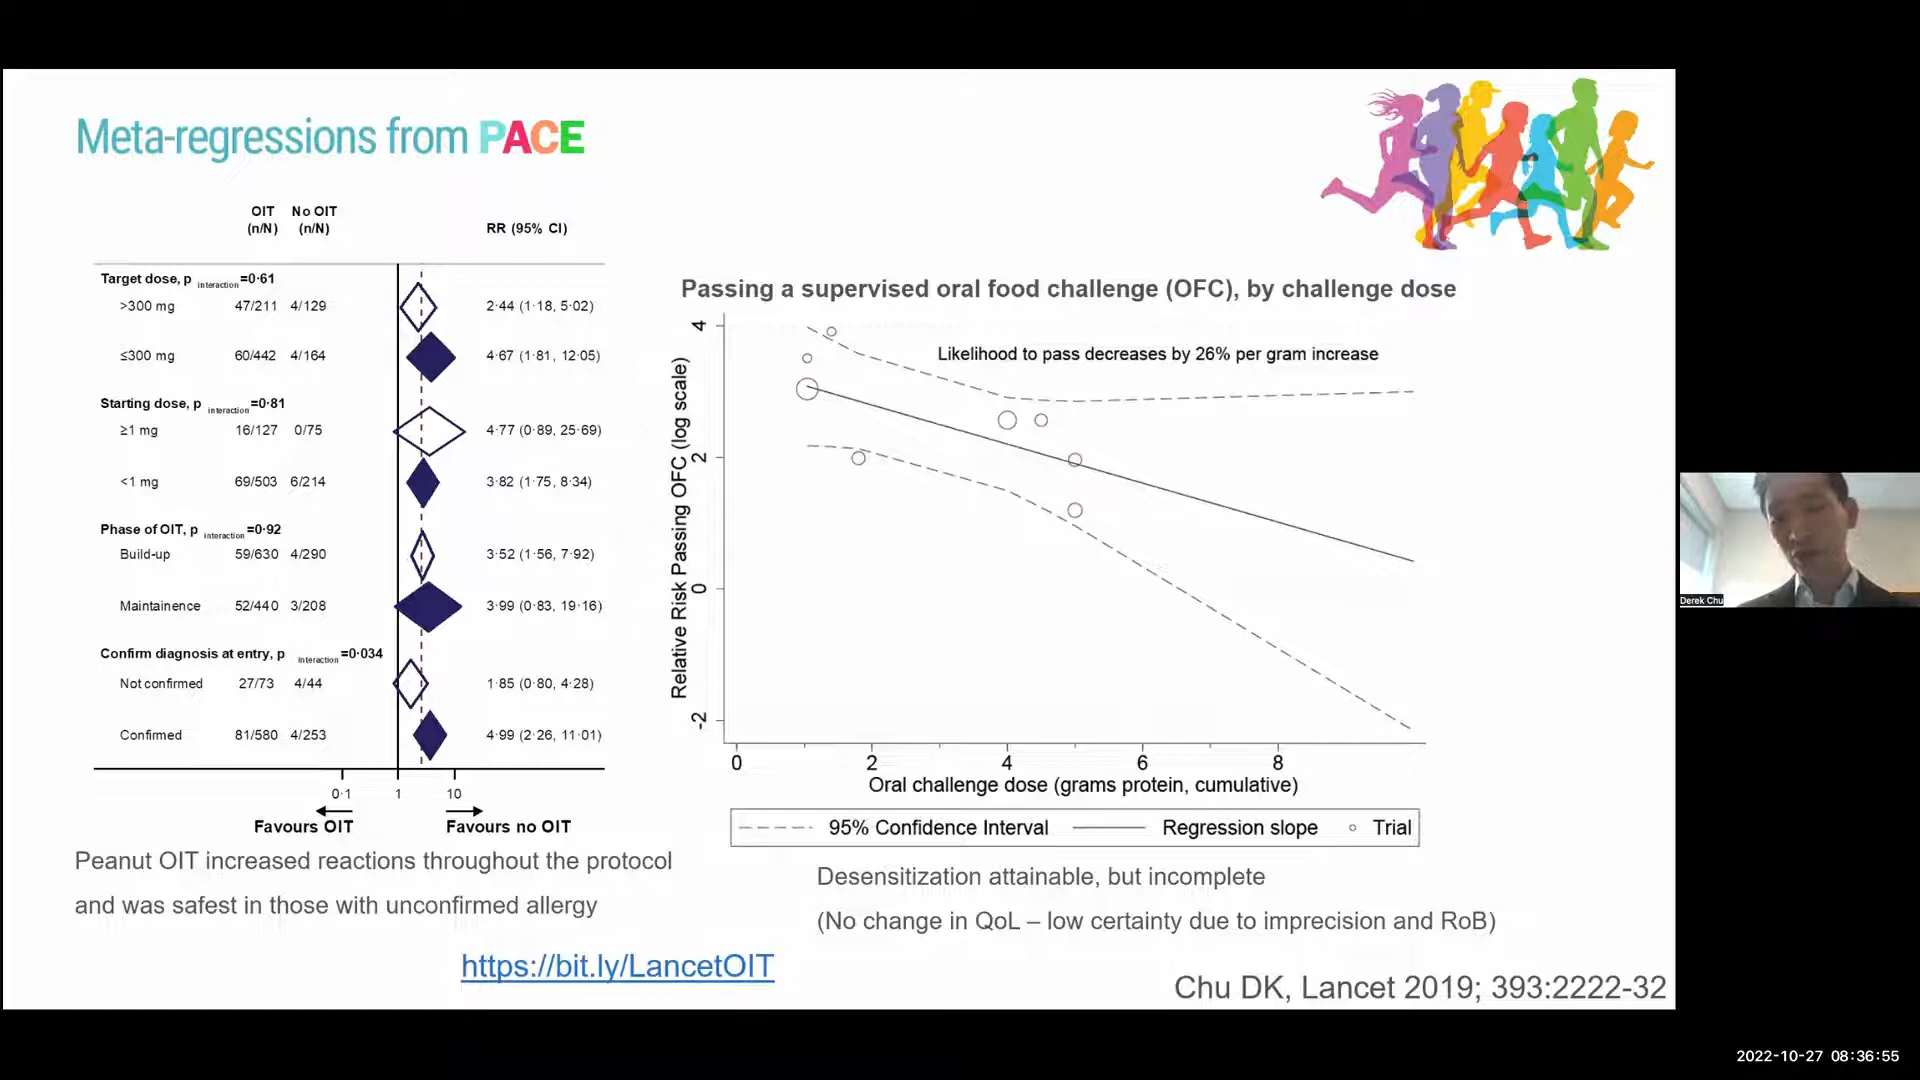 Meta-regressions from PACE
OIT No OIT
(n/N) (n/N) RR (95% CI)
Target dose, p interaction =0·61
>300 mg 47/211 4/129 2·44 (1·18, 5·02)
≤300 mg 60/442 4/164 4·67 (1·81, 12·05)
Starting dose, p interaction =0·81
≥1 mg 16/127 0/75 4·77 (0·89, 25·69)
<1 mg 69/503 6/214 3·82 (1·75, 8·34)
Phase of OIT, p interaction =0·92
Build-up 59/630 4/290 3·52 (1·56, 7·92)
Maintainence 52/440 3/208 3·99 (0·83, 19·16)
Confirm diagnosis at entry, p interaction =0·034
Not confirmed 27/73 4/44 1·85 (0·80, 4·28)
Confirmed 81/580 4/253 4·99 (2·26, 11·01)
0·1 1 10
Favours OIT Favours no OIT
Peanut OIT increased reactions throughout the protocol
and was safest in those with unconfirmed allergy
Passing a supervised oral food challenge (OFC), by challenge dose
Likelihood to pass decreases by 26% per gram increase
Relative Risk Passing OFC (log scale)
4
2
0
-2
0 2 4 6 8
Oral challenge dose (grams protein, cumulative)
95% Confidence Interval Regression slope Trial
Desensitization attainable, but incomplete
(No change in QoL – low certainty due to imprecision and RoB)
https://bit.ly/LancetOIT
Chu DK, Lancet 2019; 393:2222-32
Derek Chu
2022-10-27 08:36:55